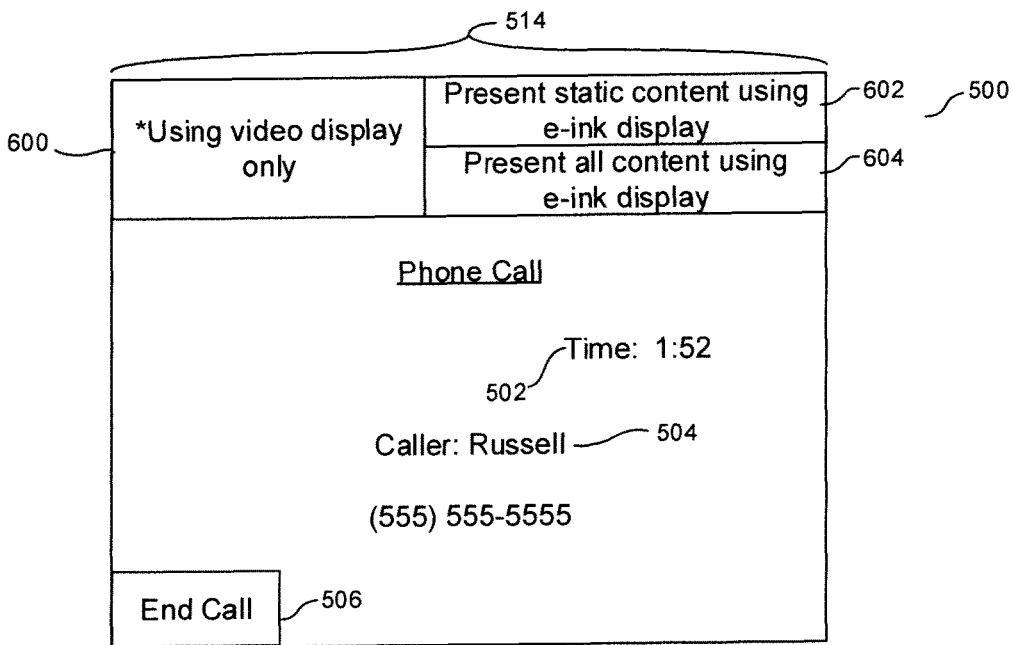 514
*Using video display
only
Present static content using
e-ink display
Present all content using
e-ink display
602
500
600
604
Phone Call
Time: 1:52
502
Caller: Russell
504
(555) 555-5555
End Call
506